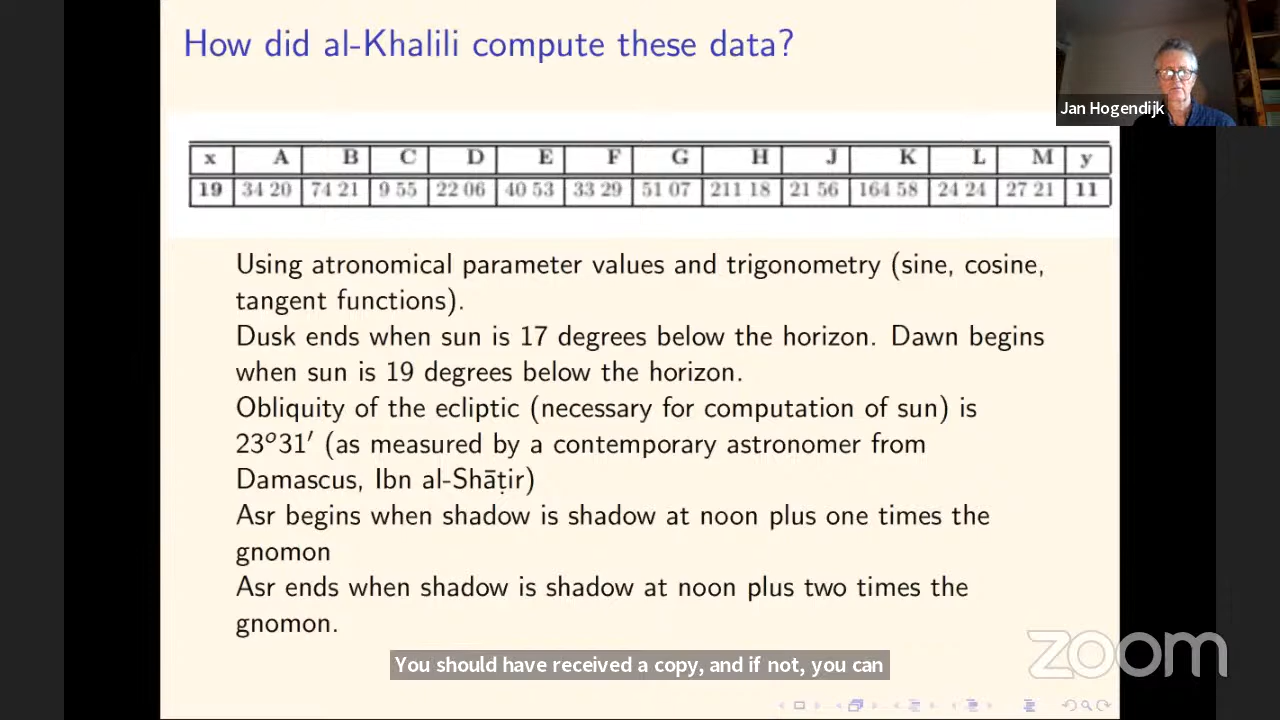 How did al-Khalili compute these data?
Jan Hogendijk
x A B C D E F G H J K L M y
19 34 20 74 21 9 55 22 06 40 53 33 29 51 07 211 18 21 56 164 58 24 24 27 21 11
Using atronomical parameter values and trigonometry (sine, cosine,
tangent functions).
Dusk ends when sun is 17 degrees below the horizon. Dawn begins
when sun is 19 degrees below the horizon.
Obliquity of the ecliptic (necessary for computation of sun) is
23°31′ (as measured by a contemporary astronomer from
Damascus, Ibn al-Shāṭir)
Asr begins when shadow is shadow at noon plus one times the
gnomon
Asr ends when shadow is shadow at noon plus two times the
gnomon.
You should have received a copy, and if not, you can
zoom